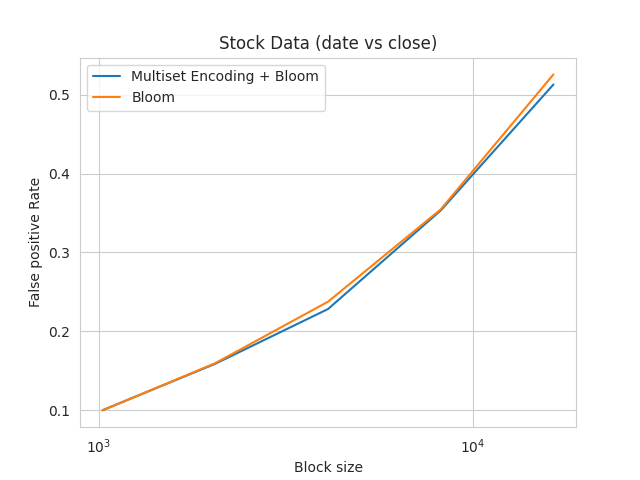 Stock Data (date vs close)
Multiset Encoding + Bloom
Bloom
False positive Rate
0.5
0.4
0.3
0.2
0.1
10³
10⁴
Block size